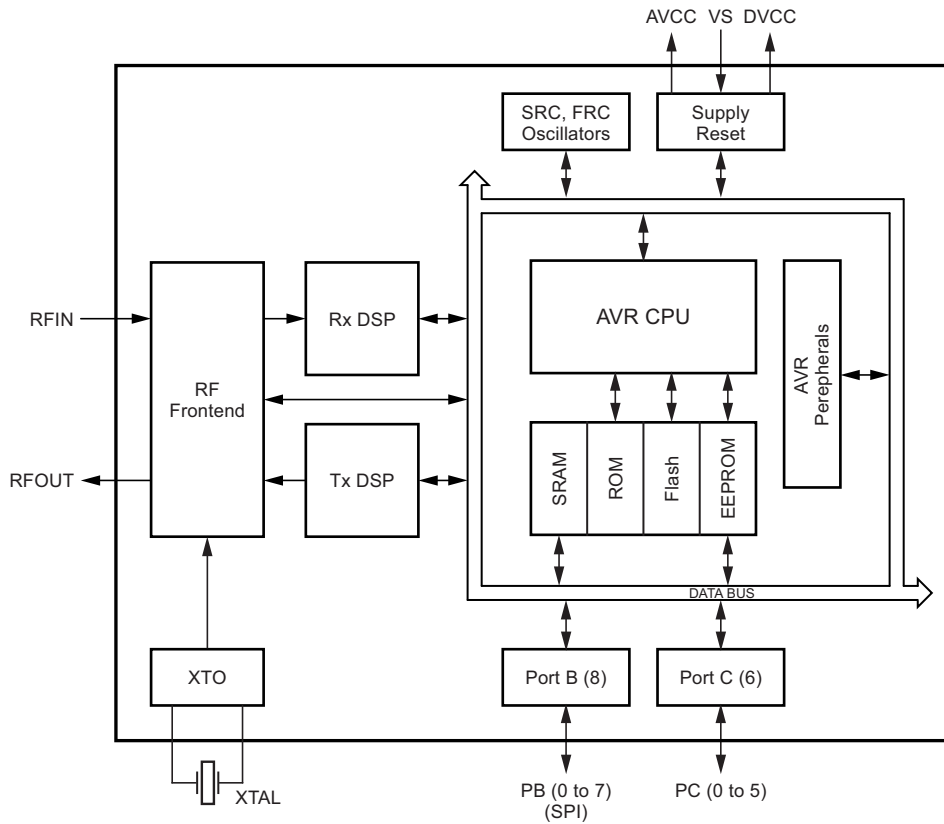 AVCC VS DVCC
SRC, FRC
Oscillators
Supply
Reset
RFIN
RF
Frontend
Rx DSP
AVR CPU
AVR
Perepherals
RFOUT
Tx DSP
SRAM
ROM
Flash
EEPROM
DATA BUS
XTO
Port B (8)
Port C (6)
XTAL
PB (0 to 7)
(SPI)
PC (0 to 5)